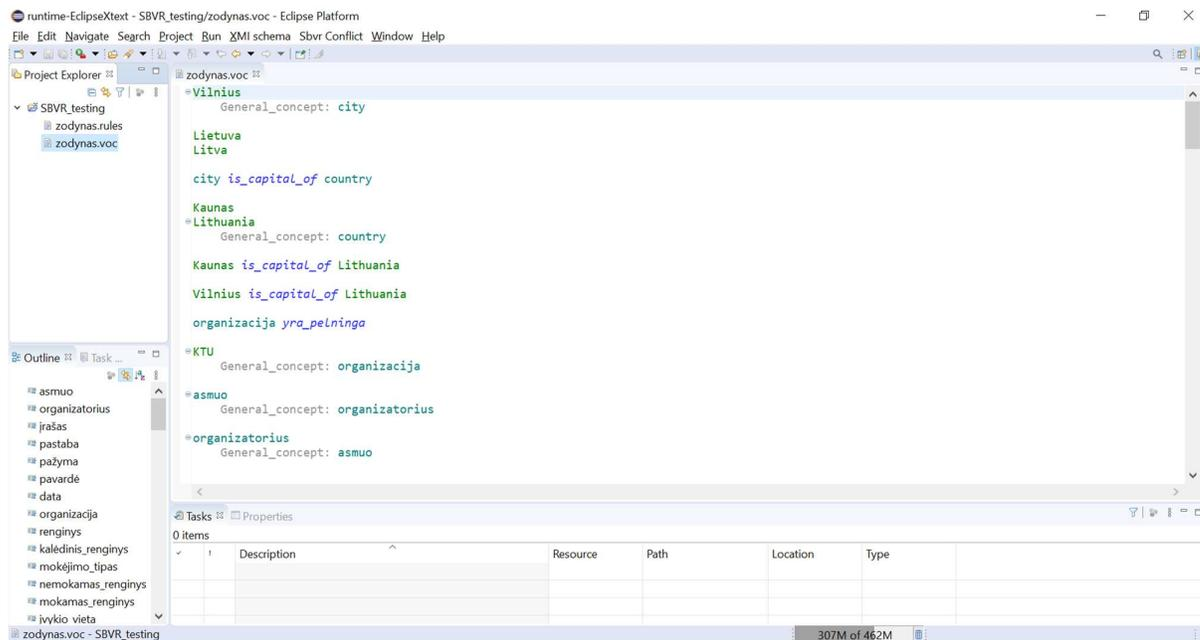 runtime-EclipseXtext - SBVR_testing/zodynas.voc - Eclipse Platform
File Edit Navigate Search Project Run XMI schema Sbvr Conflict Window Help
Project Explorer
SBVR_testing
zodynas.rules
zodynas.voc
zodynas.voc
Vilnius
General_concept: city
Lietuva
Litva
city is_capital_of country
Kaunas
Lithuania
General_concept: country
Kaunas is_capital_of Lithuania
Vilnius is_capital_of Lithuania
organizacija yra_pelninga
KTU
General_concept: organizacija
asmuo
General_concept: organizatorius
organizatorius
General_concept: asmuo
Outline Task ...
asmuo
organizatorius
įrašas
pastaba
pažyma
pavardė
data
organizacija
renginys
kalėdinis_renginys
mokėjimo_tipas
nemokamas_renginys
mokamas_renginys
įvykio_vieta
Tasks Properties
0 items
! Description Resource Path Location Type
zodynas.voc - SBVR_testing
307M of 462M